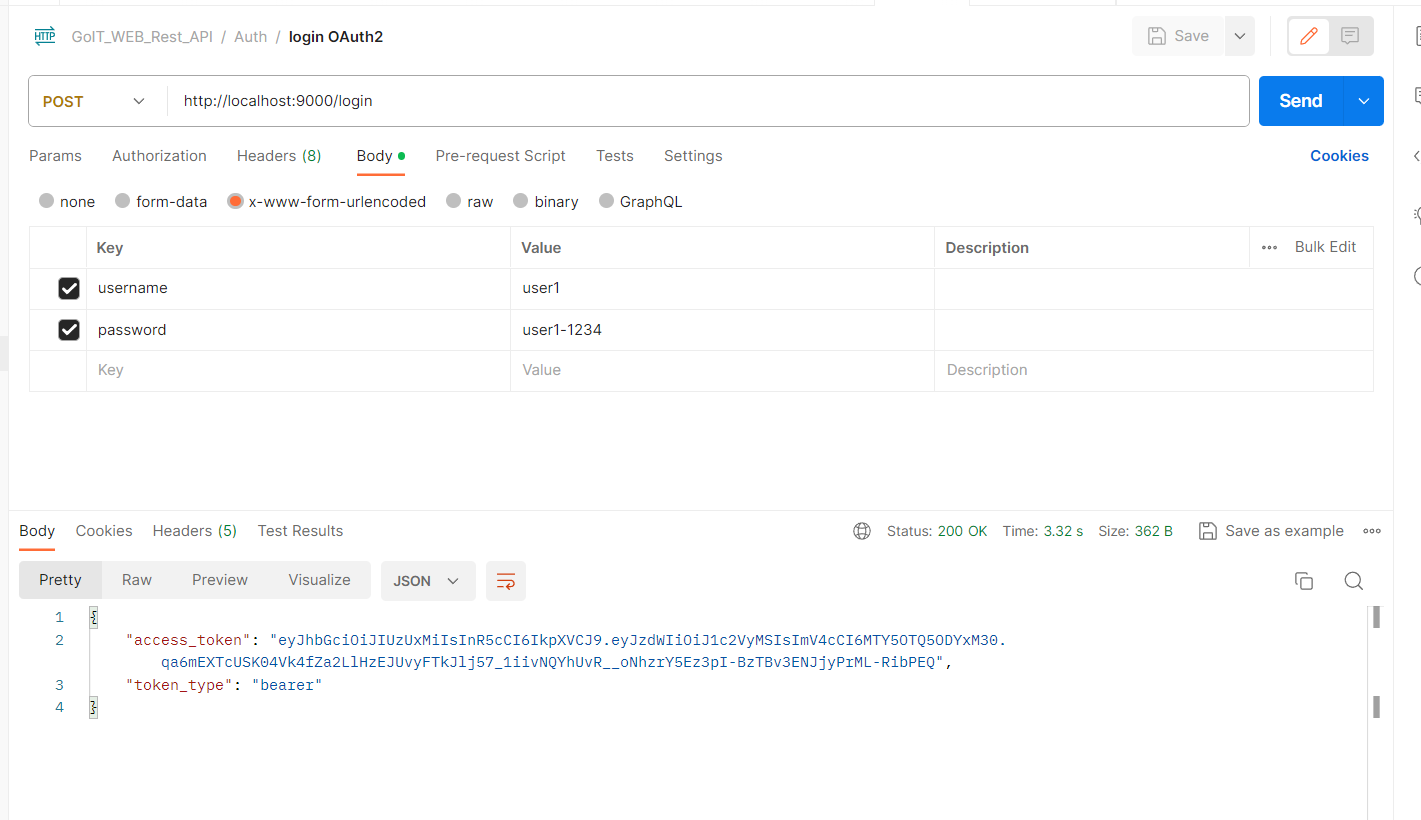 GoIT_WEB_Rest_API / Auth / login OAuth2
Save
POST http://localhost:9000/login
Send
Params Authorization Headers (8) Body Pre-request Script Tests Settings Cookies
none form-data x-www-form-urlencoded raw binary GraphQL
Key Value Description Bulk Edit
username user1
password user1-1234
Key Value Description
Body Cookies Headers (5) Test Results Status: 200 OK Time: 3.32 s Size: 362 B Save as example
Pretty Raw Preview Visualize JSON
1 {
2 "access_token": "eyJhbGciOiJIUzUxMiIsInR5cCI6IkpXVCJ9.eyJzdWIiOiJ1c2VyMSIsImV4cCI6MTY5OTQ5ODYxM30.
qa6mEXTcUSK04Vk4fZa2LlHzEJUvyFTkJlj57_1iivNQYhUvR__oNhzrY5Ez3pI-BzTBv3ENJjyPrML-RibPEQ",
3 "token_type": "bearer"
4 }